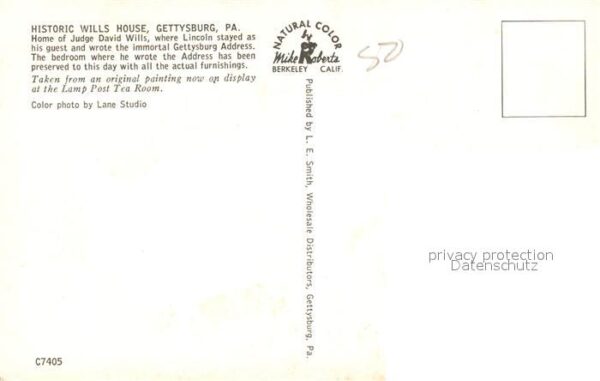 HISTORIC WILLS HOUSE, GETTYSBURG, PA.
Home of Judge David Wills, where Lincoln stayed as
his guest and wrote the immortal Gettysburg Address.
The bedroom where he wrote the Address has been
preserved to this day with all the actual furnishings.
Taken from an original painting now on display
at the Lamp Post Tea Room.
Color photo by Lane Studio
NATURAL COLOR
by
Mike Roberts
BERKELEY CALIF.
50
Published by L. E. Smith, Wholesale Distributors, Gettysburg, Pa.
privacy protection
Datenschutz
C7405